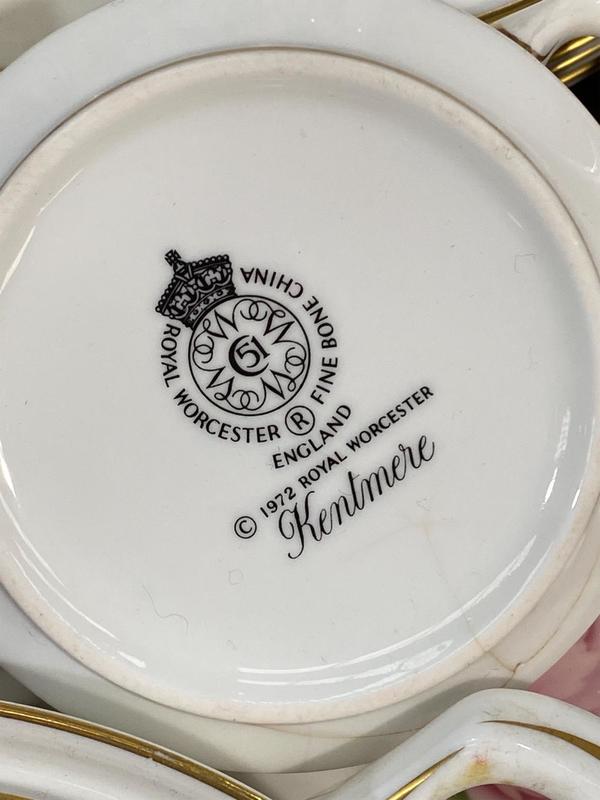 ROYAL WORCESTER ® FINE BONE CHINA
C 51
ENGLAND
© 1972 ROYAL WORCESTER
Kentmere